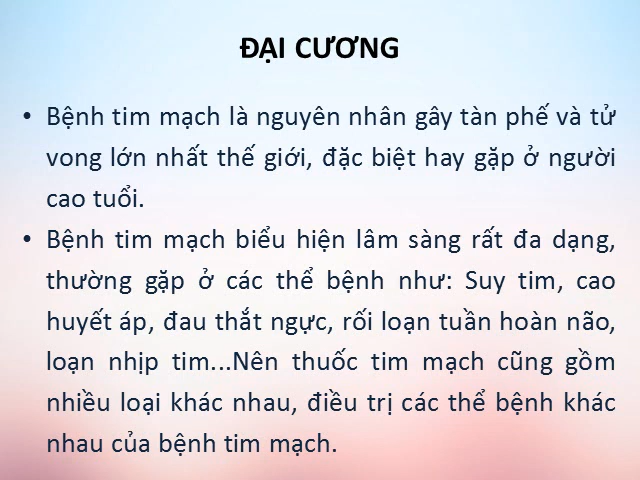 ĐẠI CƯƠNG
• Bệnh tim mạch là nguyên nhân gây tàn phế và tử
vong lớn nhất thế giới, đặc biệt hay gặp ở người
cao tuổi.
• Bệnh tim mạch biểu hiện lâm sàng rất đa dạng,
thường gặp ở các thể bệnh như: Suy tim, cao
huyết áp, đau thắt ngực, rối loạn tuần hoàn não,
loạn nhịp tim...Nên thuốc tim mạch cũng gồm
nhiều loại khác nhau, điều trị các thể bệnh khác
nhau của bệnh tim mạch.